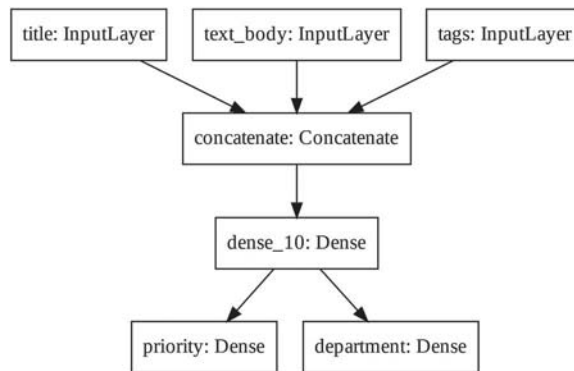 title: InputLayer
text_body: InputLayer
tags: InputLayer
concatenate: Concatenate
dense_10: Dense
priority: Dense
department: Dense